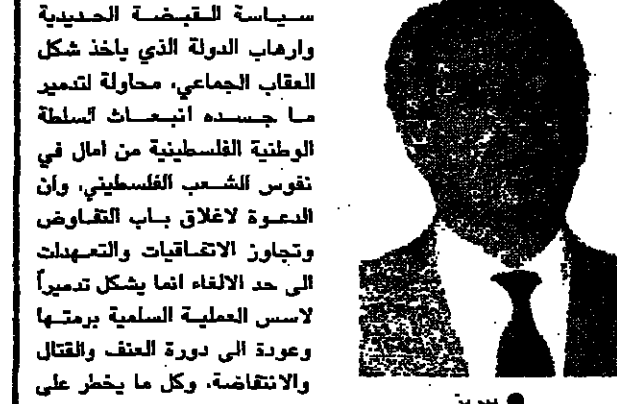 سياسة القبضة الحديدية
وارهاب الدولة الذي ياخذ شكل
العقاب الجماعي، محاولة لتدمير
ما جسده انبعاث السلطة
الوطنية الفلسطينية من امال في
نفوس الشعب الفلسطيني، وان
الدعوة لاغلاق باب التفاوض
وتجاوز الاتفاقيات والتعهدات
الى حد الالغاء انما يشكل تدميراً
لاسس العملية السلمية برمتها
وعودة الى دورة العنف والقتال
والانتفاضة، وكل ما يخطر على